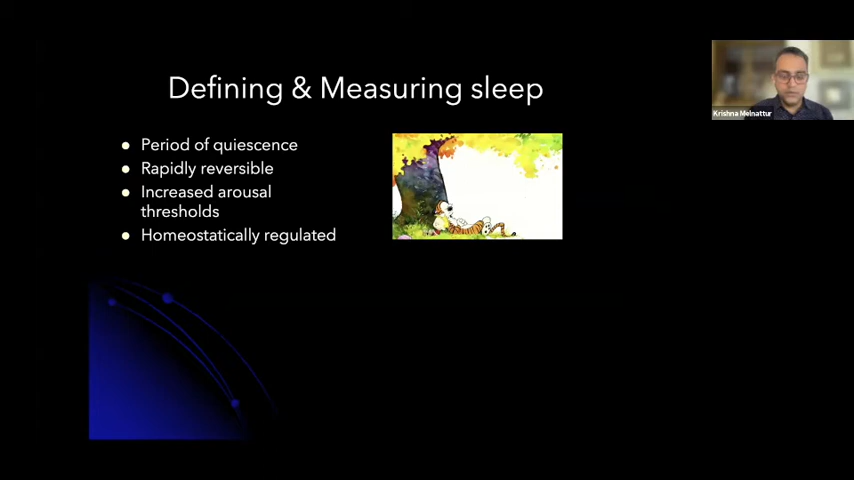 Defining & Measuring sleep
Period of quiescence
Rapidly reversible
Increased arousal
thresholds
Homeostatically regulated
Krishna Melnattur